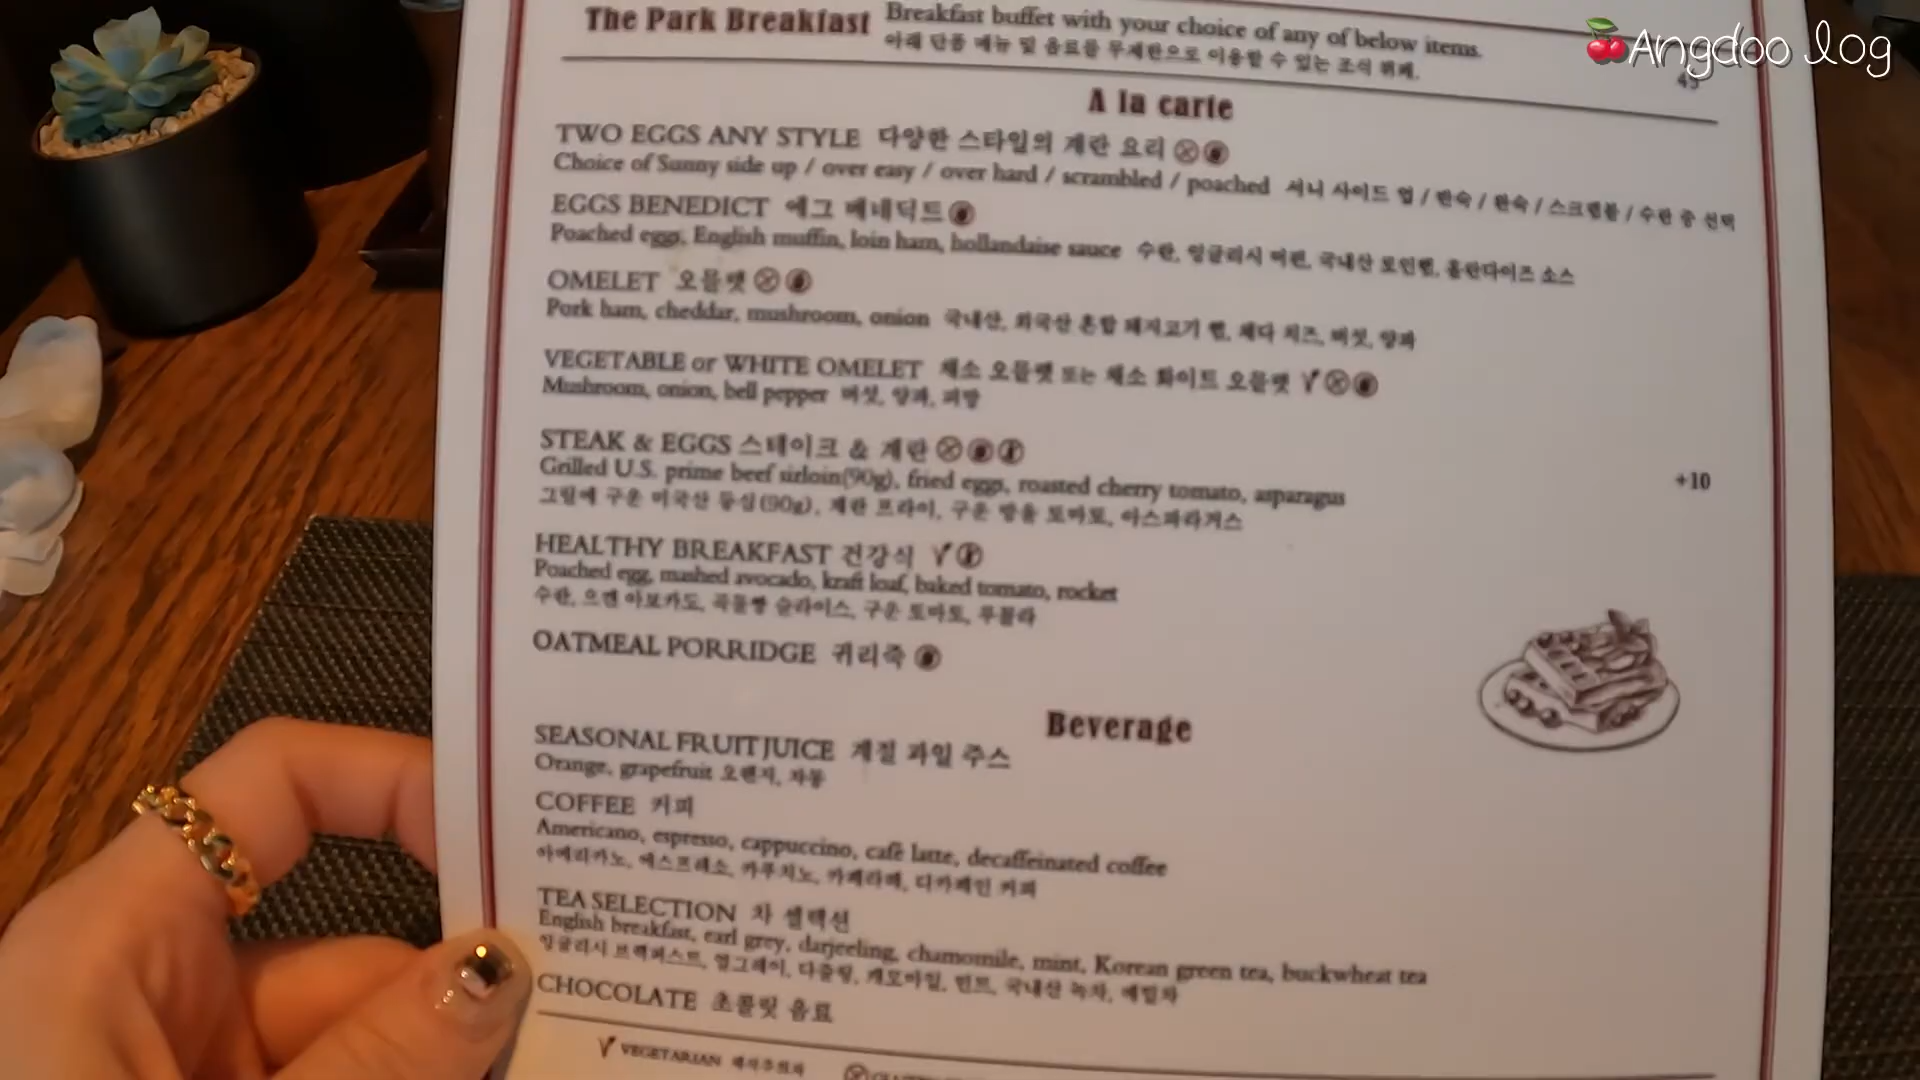 The Park Breakfast Breakfast buffet with your choice of any of below items.
아래 단품 메뉴 및 음료를 무제한으로 이용할 수 있는 조식 뷔페.
Angdoo log
45
A la carte
TWO EGGS ANY STYLE 다양한 스타일의 계란 요리
Choice of Sunny side up / over easy / over hard / scrambled / poached 서니 사이드 업 / 반숙 / 완숙 / 스크램블 / 수란 중 선택
EGGS BENEDICT 에그 베네딕트
Poached eggs, English muffin, loin ham, hollandaise sauce 수란, 잉글리시 머핀, 국내산 로인햄, 홀란다이즈 소스
OMELET 오믈렛
Pork ham, cheddar, mushroom, onion 국내산, 외국산 혼합 돼지고기 햄, 체다 치즈, 버섯, 양파
VEGETABLE or WHITE OMELET 채소 오믈렛 또는 채소 화이트 오믈렛
Mushroom, onion, bell pepper 버섯, 양파, 피망
STEAK & EGGS 스테이크 & 계란
Grilled U.S. prime beef sirloin(90g), fried eggs, roasted cherry tomato, asparagus
+10
그릴에 구운 미국산 등심(90g), 계란 프라이, 구운 방울 토마토, 아스파라거스
HEALTHY BREAKFAST 건강식
Poached egg, mashed avocado, kraft loaf, baked tomato, rocket
수란, 으깬 아보카도, 곡물빵 슬라이스, 구운 토마토, 루꼴라
OATMEAL PORRIDGE 귀리죽
Beverage
SEASONAL FRUIT JUICE 계절 과일 주스
Orange, grapefruit 오렌지, 자몽
COFFEE 커피
Americano, espresso, cappuccino, cafè latte, decaffeinated coffee
아메리카노, 에스프레소, 카푸치노, 카페라떼, 디카페인 커피
TEA SELECTION 차 셀렉션
English breakfast, earl grey, darjeeling, chamomile, mint, Korean green tea, buckwheat tea
잉글리시 브렉퍼스트, 얼그레이, 다즐링, 캐모마일, 민트, 국내산 녹차, 메밀차
CHOCOLATE 초콜릿 음료
VEGETARIAN 채식주의자